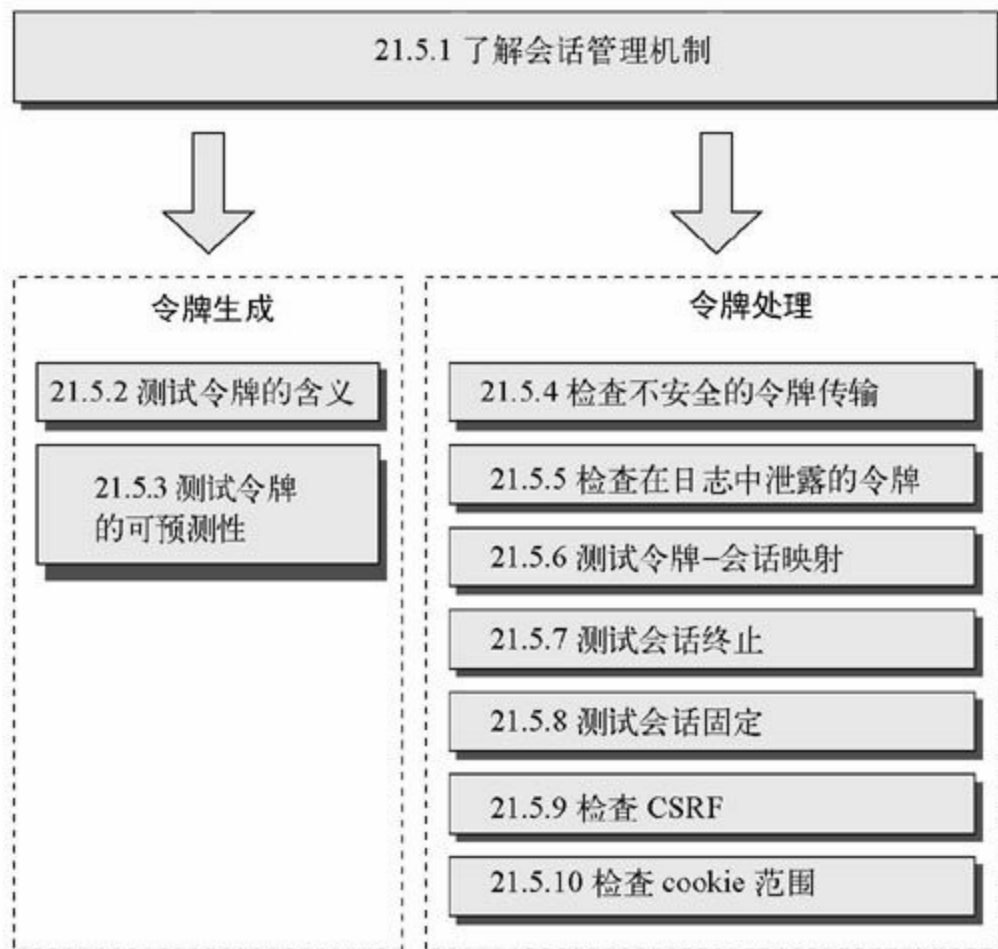 21.5.1 了解会话管理机制
令牌生成
21.5.2 测试令牌的含义
21.5.3 测试令牌
的可预测性
令牌处理
21.5.4 检查不安全的令牌传输
21.5.5 检查在日志中泄露的令牌
21.5.6 测试令牌–会话映射
21.5.7 测试会话终止
21.5.8 测试会话固定
21.5.9 检查 CSRF
21.5.10 检查 cookie 范围